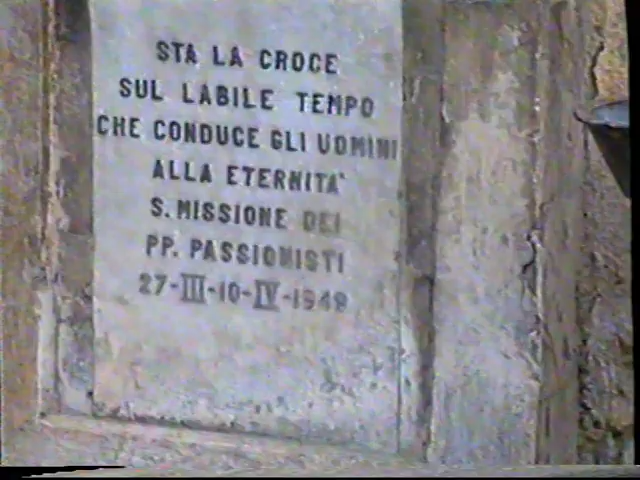 STA LA CROCE
SUL LABILE TEMPO
CHE CONDUCE GLI UOMINI
ALLA ETERNITA'
S. MISSIONE DEI
PP. PASSIONISTI
27-III-10-IV-1949